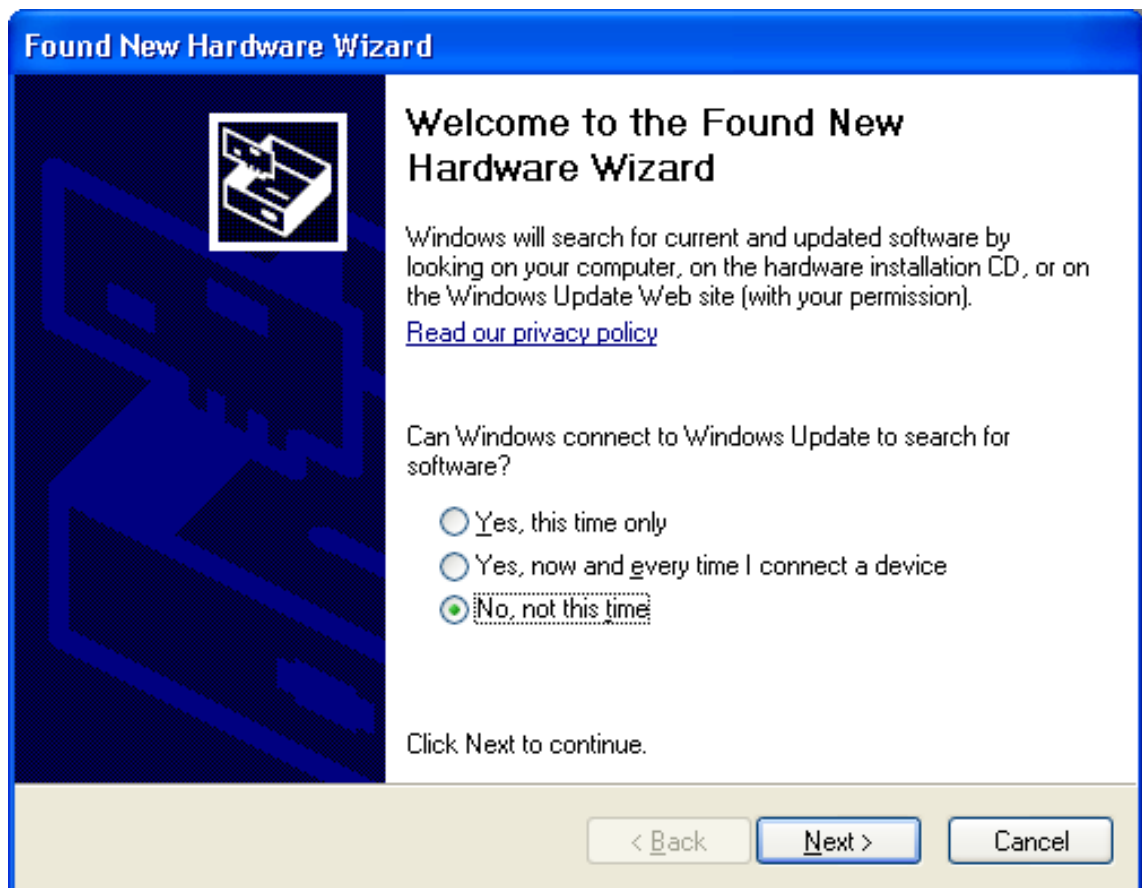 Found New Hardware Wizard
Welcome to the Found New
Hardware Wizard
Windows will search for current and updated software by
looking on your computer, on the hardware installation CD, or on
the Windows Update Web site (with your permission).
Read our privacy policy
Can Windows connect to Windows Update to search for
software?
Yes, this time only
Yes, now and every time I connect a device
No, not this time
Click Next to continue.
< Back
Next >
Cancel